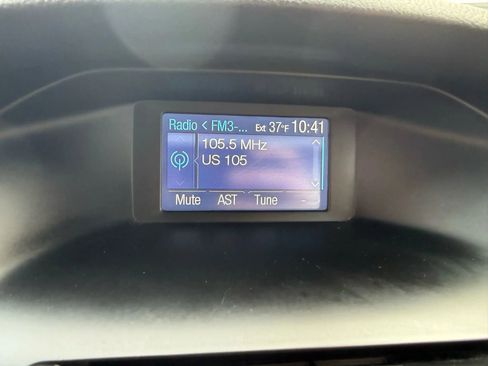 Radio < FM3-... Ext 37°F 10:41
105.5 MHz
US 105
Mute AST Tune